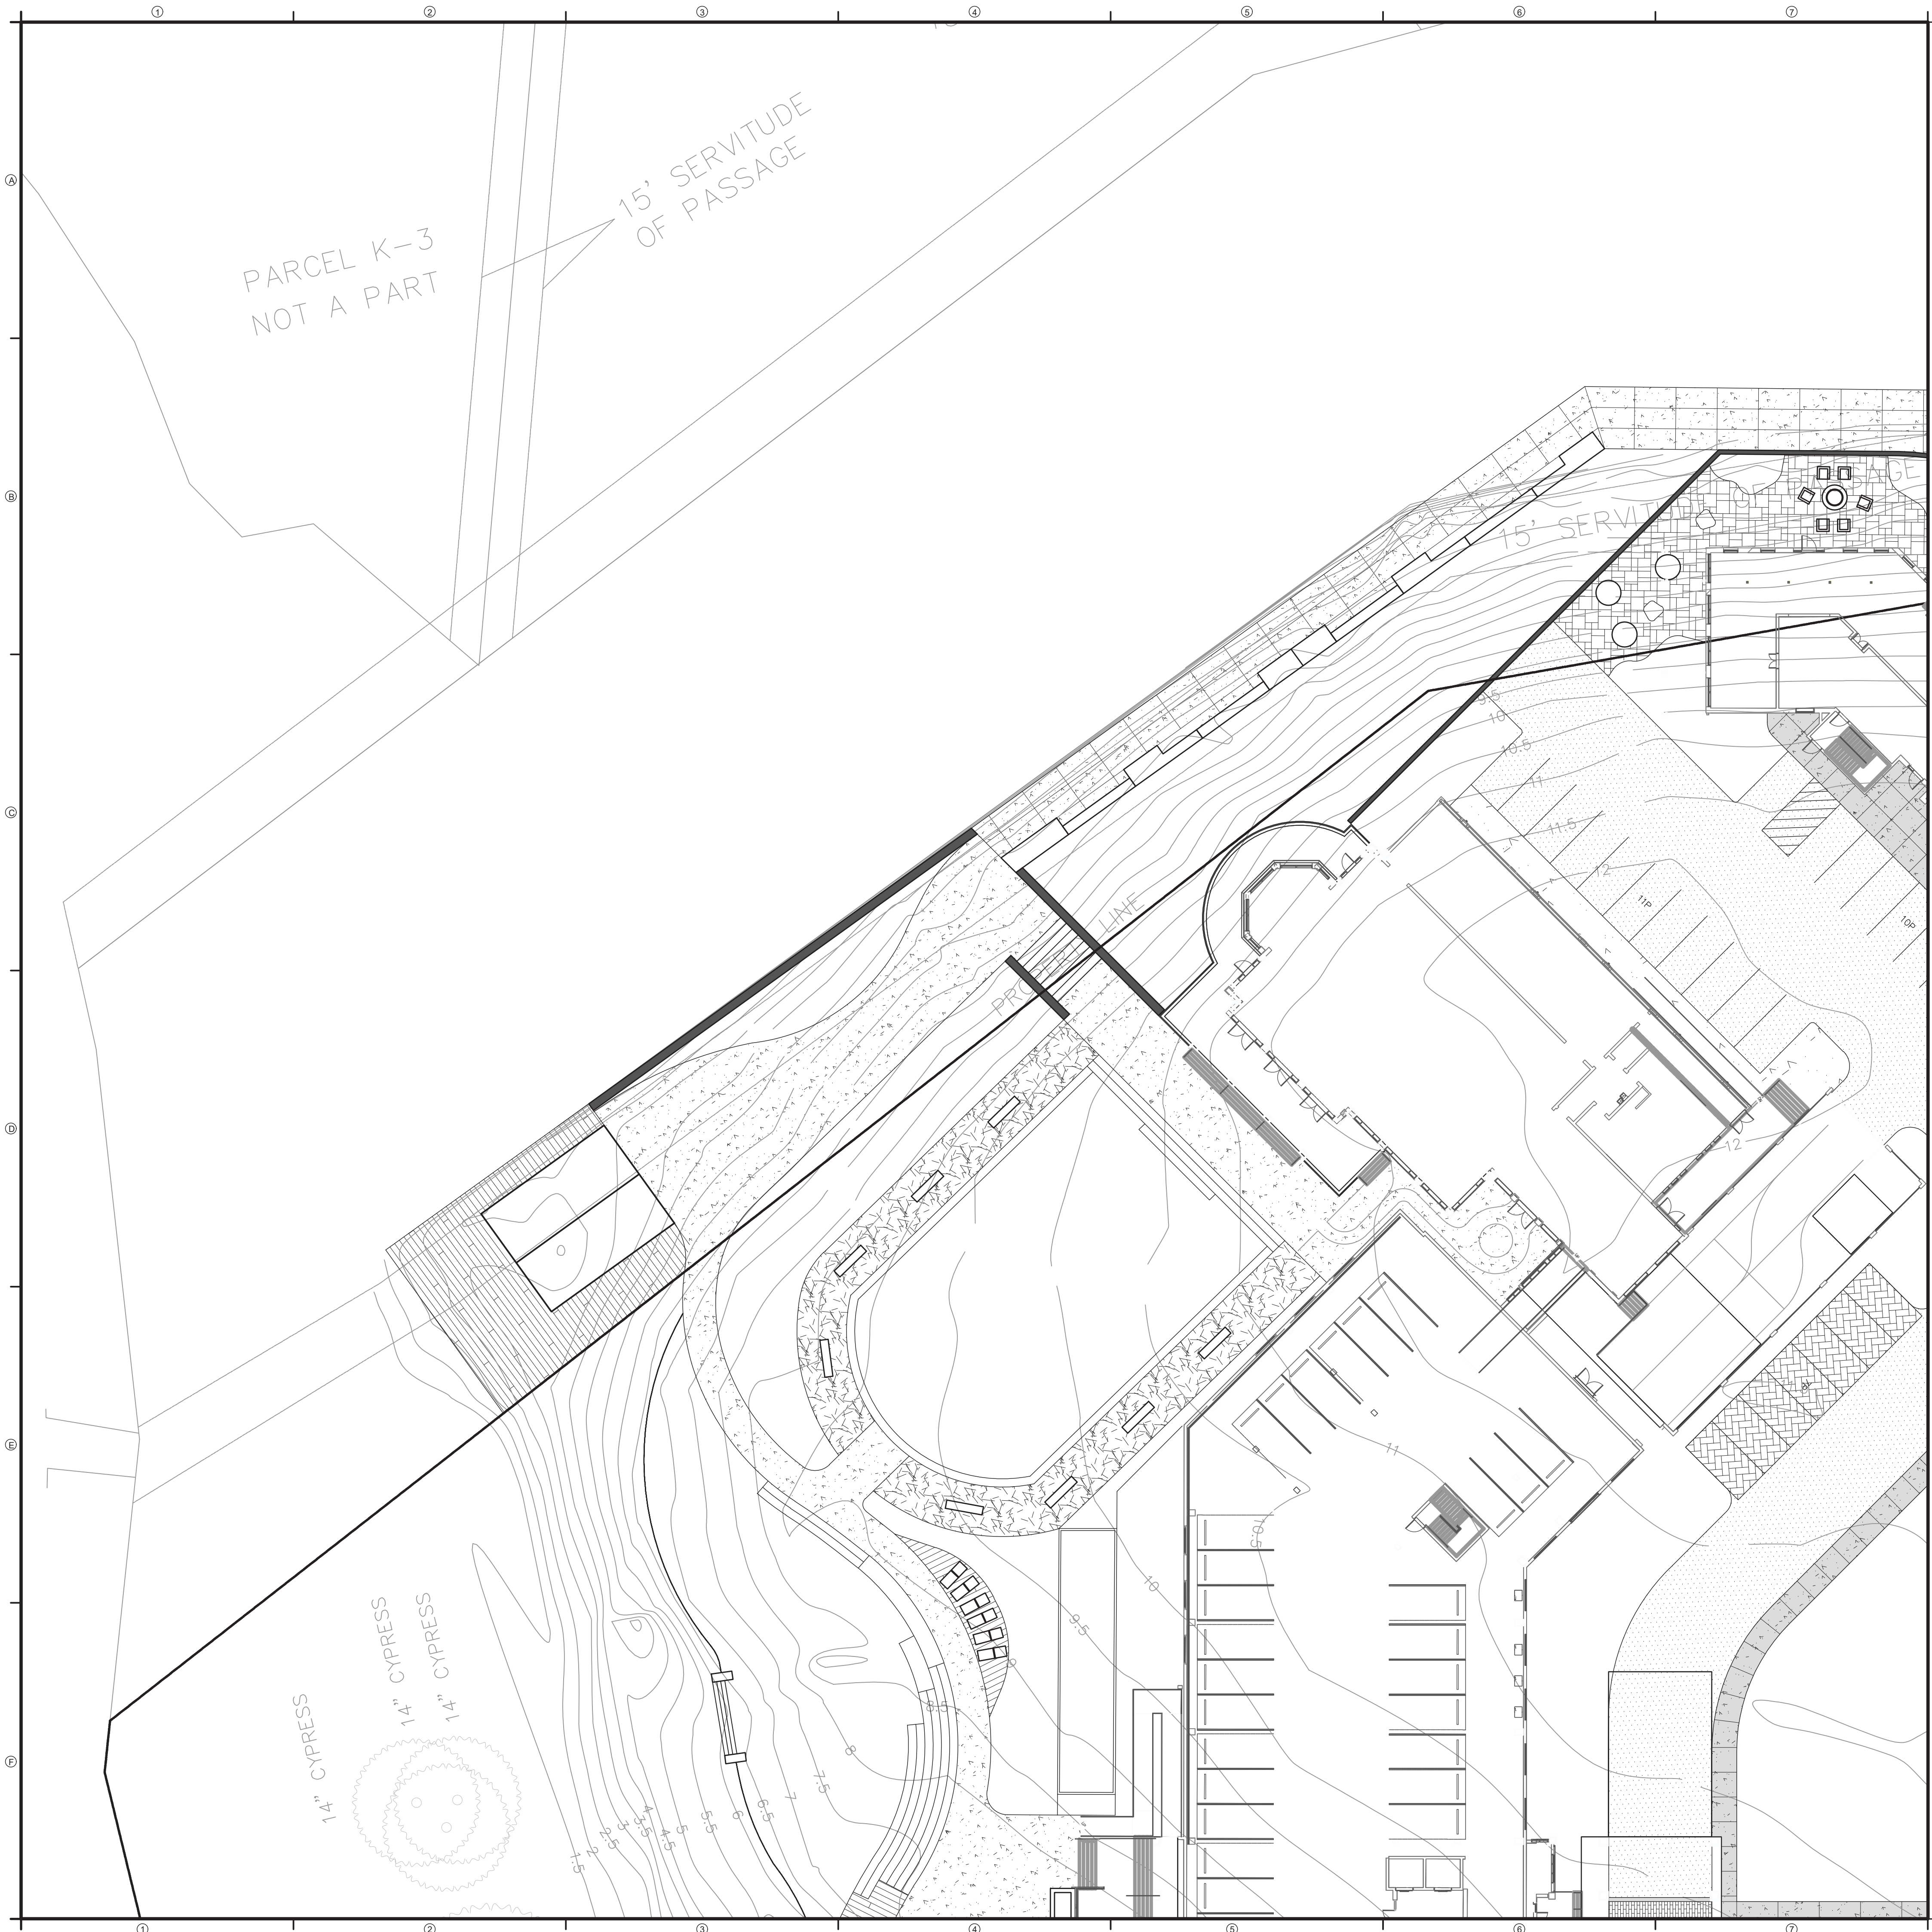 1 2 3 4 5 6 7
A
B
C
D
E
F
15' SERVITUDE
OF PASSAGE
PARCEL K-3
NOT A PART
15' SERVITUDE OF PASSAGE
9.5
10
10.5
11
11.5
12
11P
10P
PROPERTY LINE
12
11
10.5
10
9.5
9
8.5
8
7.5
7
6.5
6
5.5
5
4.5
4
3.5
3
2.5
2
1.5
14" CYPRESS
14" CYPRESS
14" CYPRESS
1 2 3 4 5 6 7